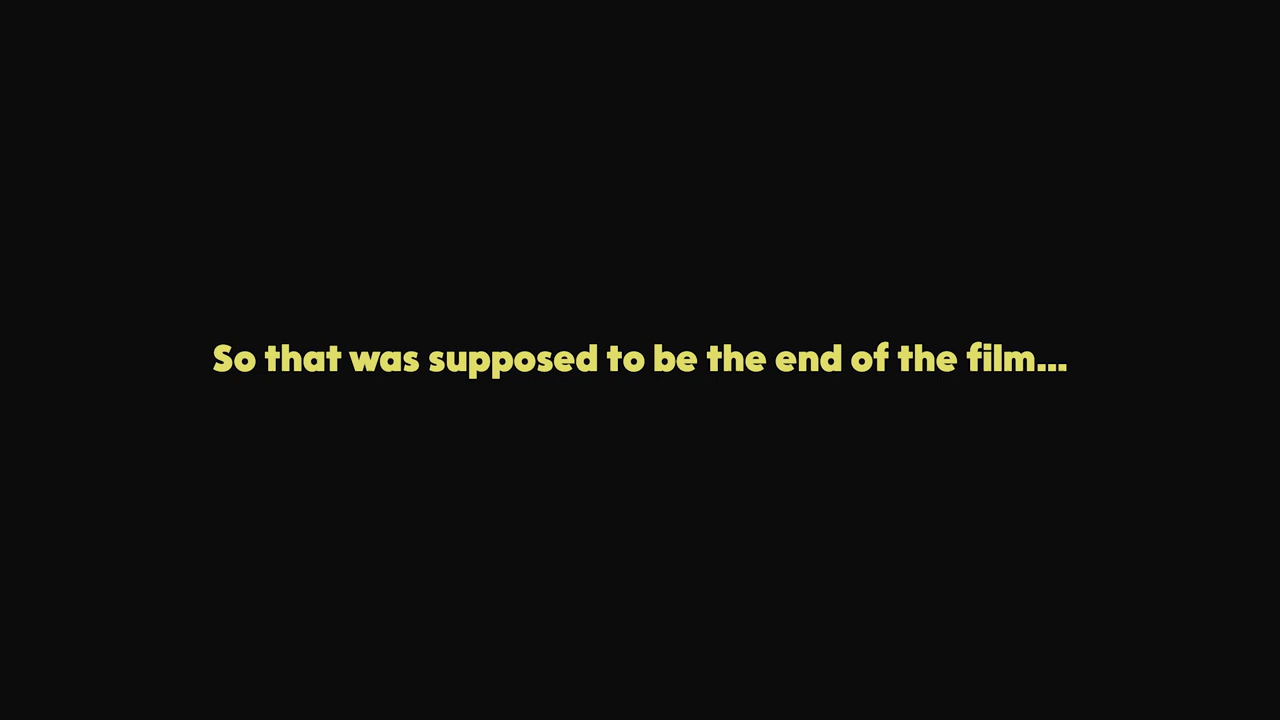 So that was supposed to be the end of the film...